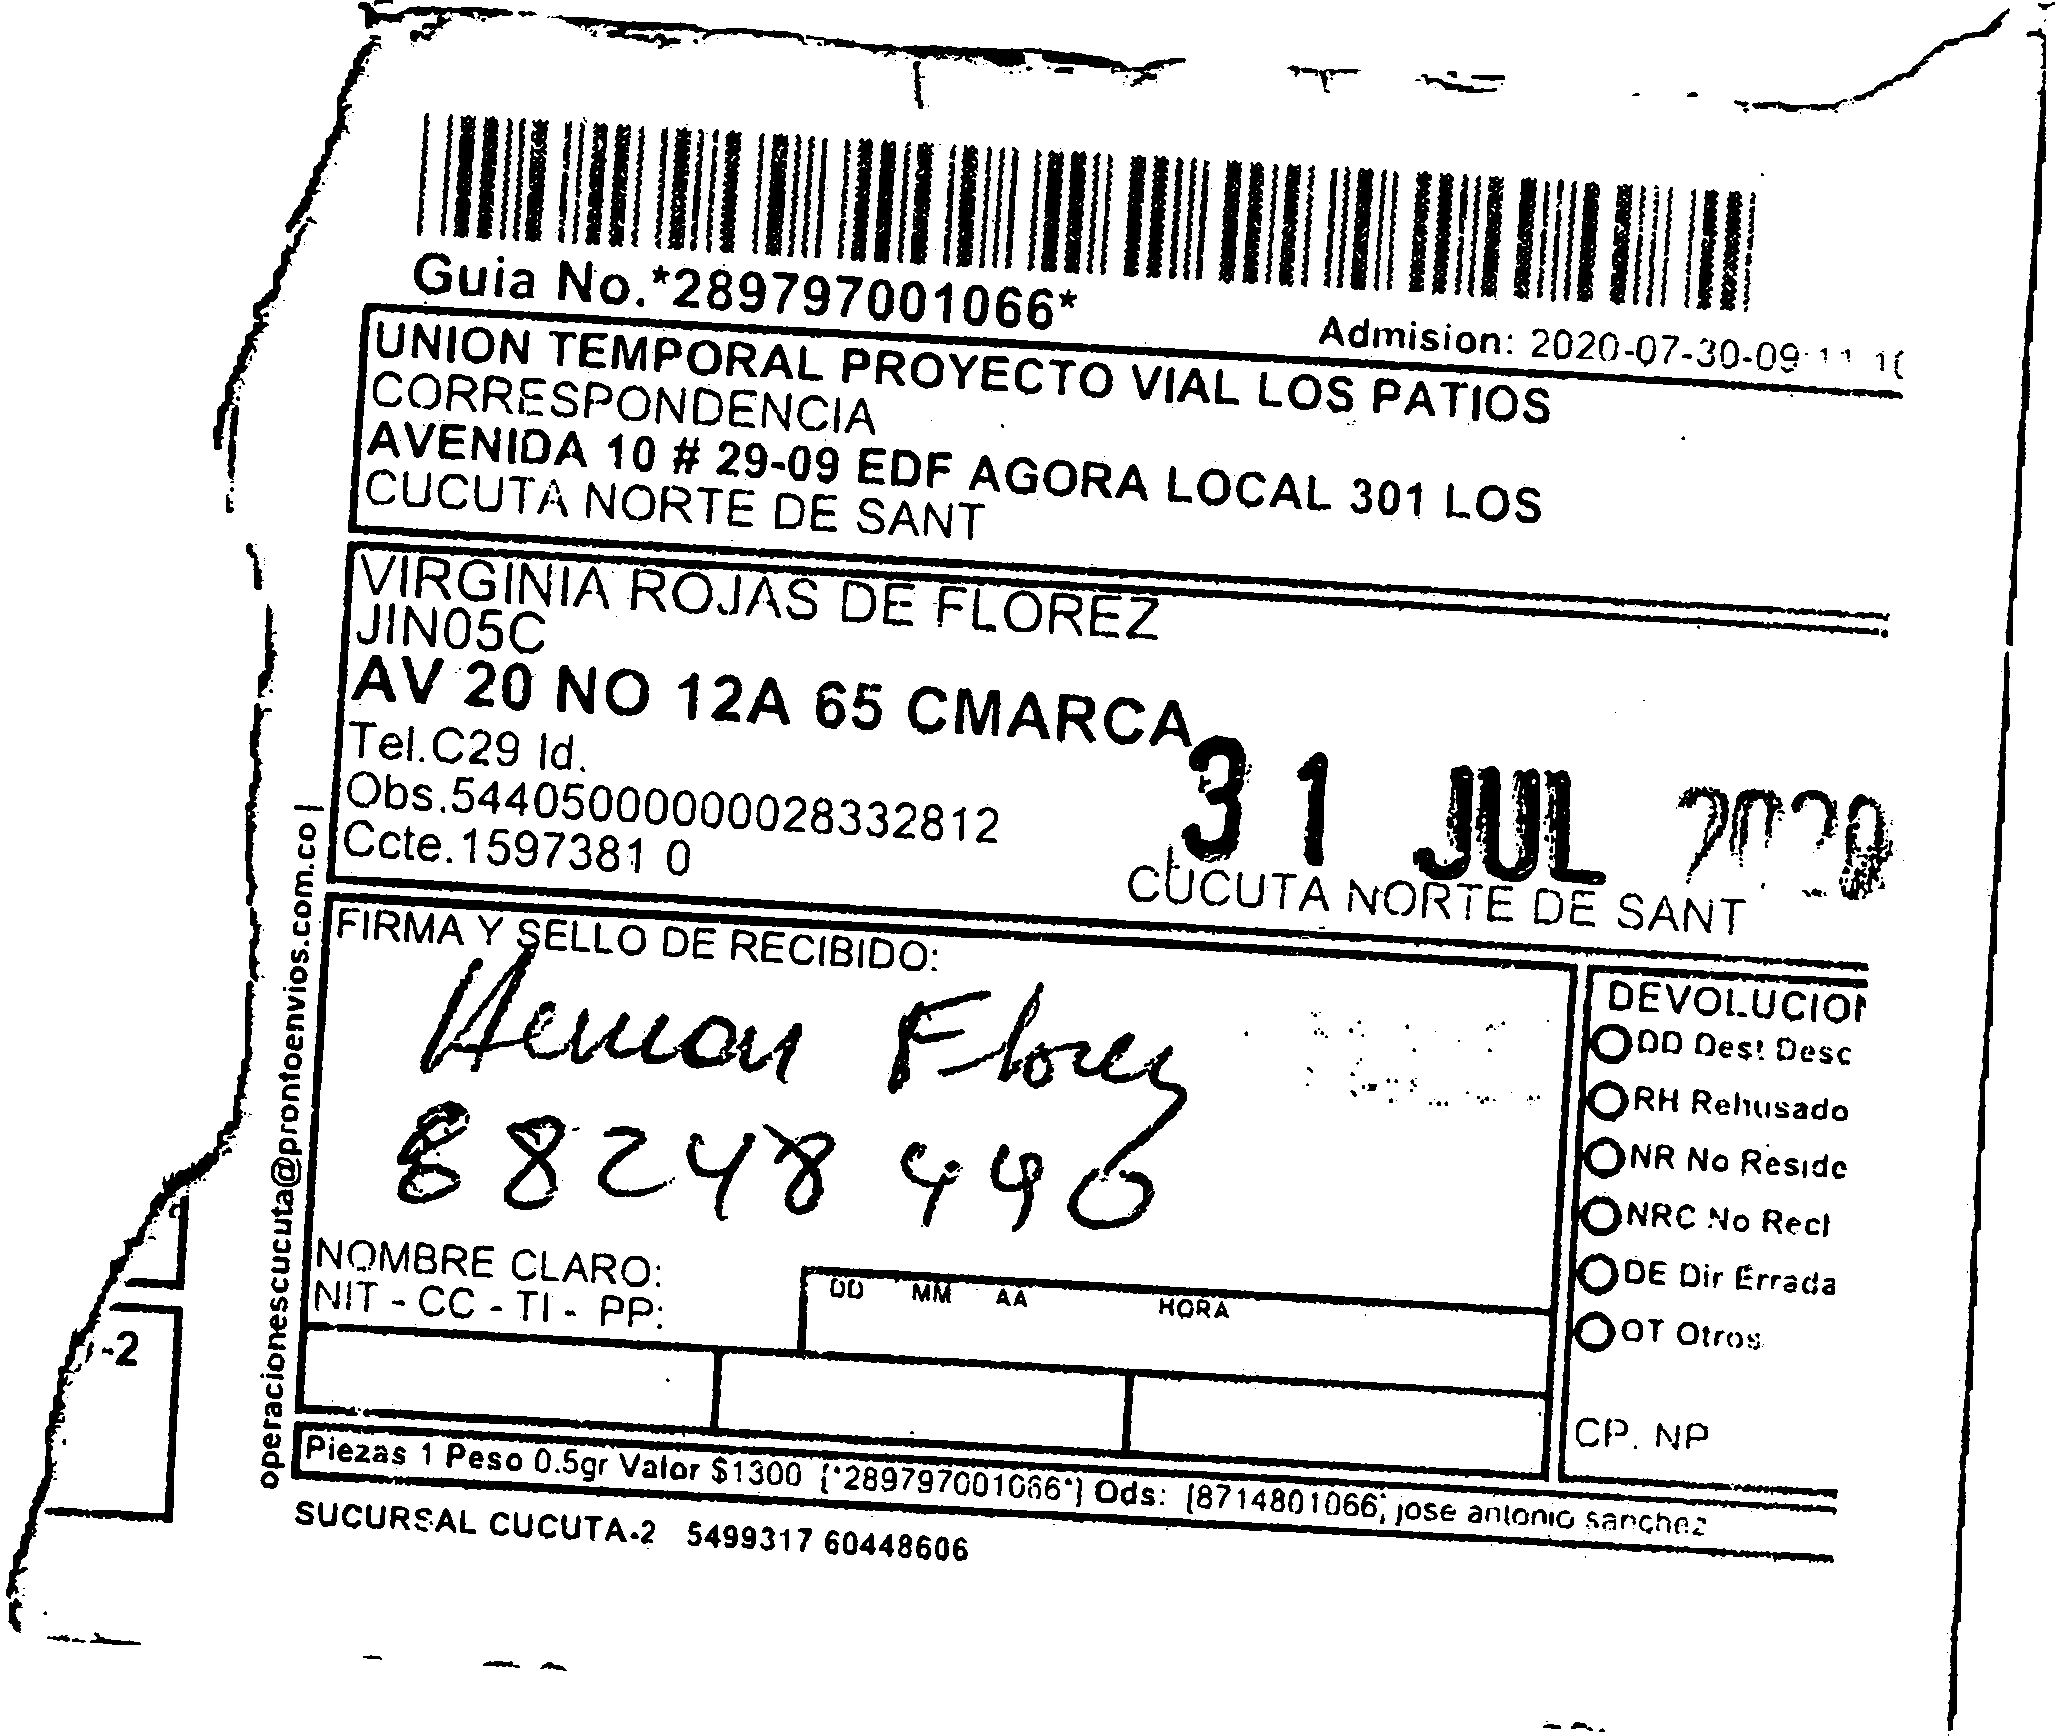 Guia No.*289797001066*
Admision: 2020-07-30-09:11
UNION TEMPORAL PROYECTO VIAL LOS PATIOS
CORRESPONDENCIA
AVENIDA 10 # 29-09 EDF AGORA LOCAL 301 LOS
CUCUTA NORTE DE SANT
VIRGINIA ROJAS DE FLOREZ
JIN05C
AV 20 NO 12A 65 CMARCA
Tel.C29 Id.
Obs.544050000000028332812
Ccte.1597381 0
31 JUL 2020
CUCUTA NORTE DE SANT
operacionescucuta@prontoenvios.com.co |
FIRMA Y SELLO DE RECIBIDO:
Flores
88248440
NOMBRE CLARO:
NIT - CC - TI - PP:
DD MM AA HORA
DEVOLUCION
DD Dest Desc
RH Rehusado
NR No Reside
NRC No Recl
DE Dir Errada
OT Otros
CP. NP
-2
Piezas 1 Peso 0.5gr Valor $1300 (*289797001066*) Ods: (8714801066; jose antonio sanchez
SUCURSAL CUCUTA-2 5499317 60448606